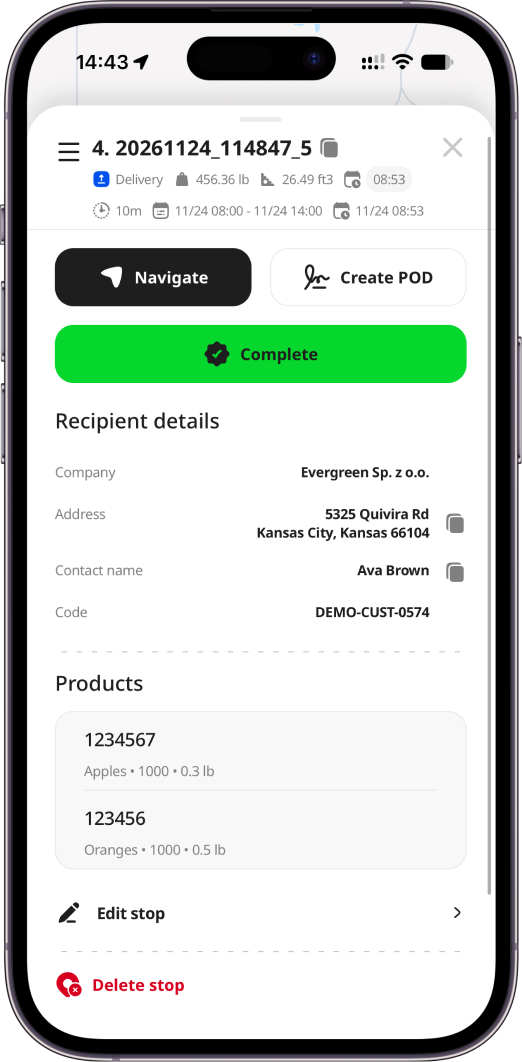 14:43
4. 20261124_114847_5
Delivery 456.36 lb 26.49 ft3 08:53
10m 11/24 08:00 - 11/24 14:00 11/24 08:53
Navigate
Create POD
Complete
Recipient details
Company Evergreen Sp. z o.o.
Address 5325 Quivira Rd
Kansas City, Kansas 66104
Contact name Ava Brown
Code DEMO-CUST-0574
Products
1234567
Apples • 1000 • 0.3 lb
123456
Oranges • 1000 • 0.5 lb
Edit stop
Delete stop